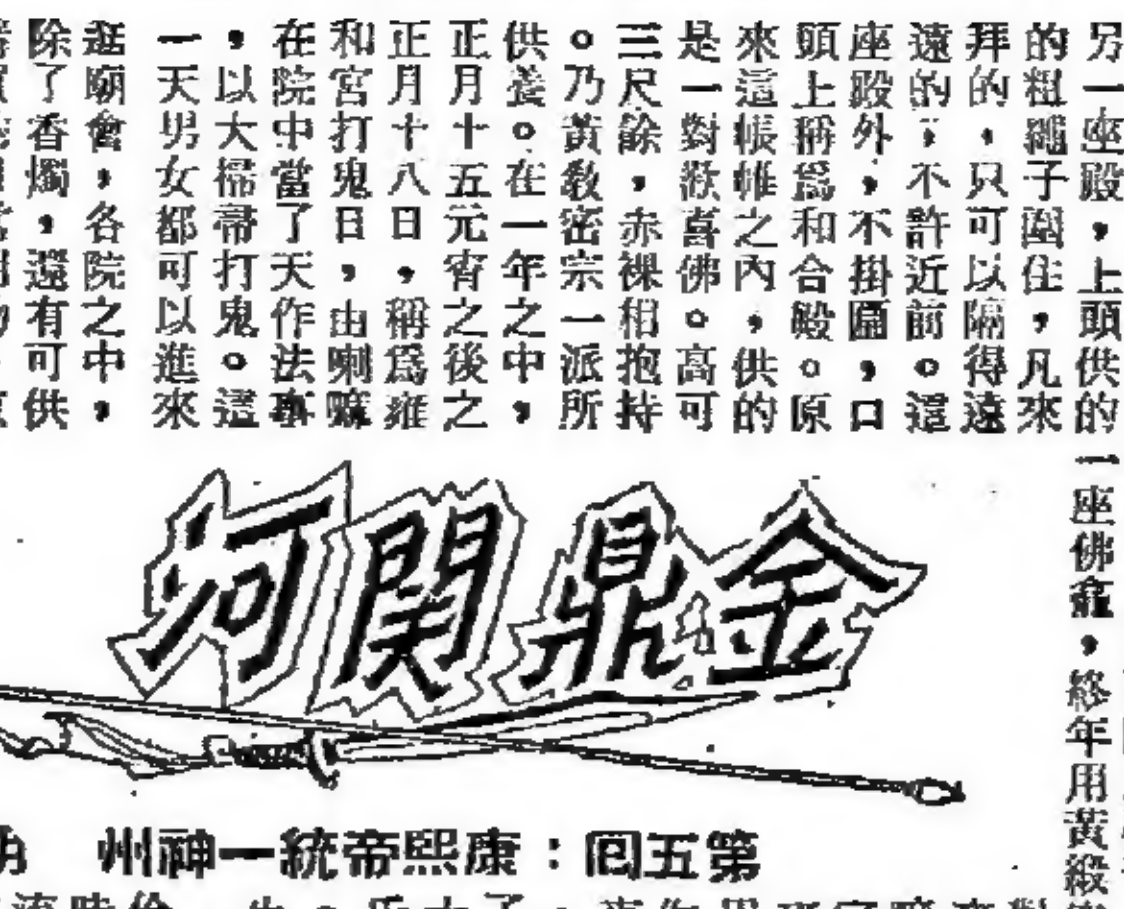 另一座殿，上頭供的一座佛龕，終年用黃緞
的粗繩子圍住，凡來
拜的，只可以隔得遠
遠的，不許近前。這
座殿外，不掛匾，口
頭上稱爲和合殿。原
來這帳帷之內，供的
是一對歡喜佛。高可
三尺餘，赤裸相抱持
。乃黃敎密宗一派所
供養。在一年之中，
正月十五元宵之後之
正月十八日，稱爲雍
和宮打鬼日，由喇嘛
在院中當了天作法事
，以大掃帚打鬼。這
一天男女都可以進來
逛廟會，各院之中，
除了香燭，還有可供
金鼎関河
第五囘：康熙帝統一神州